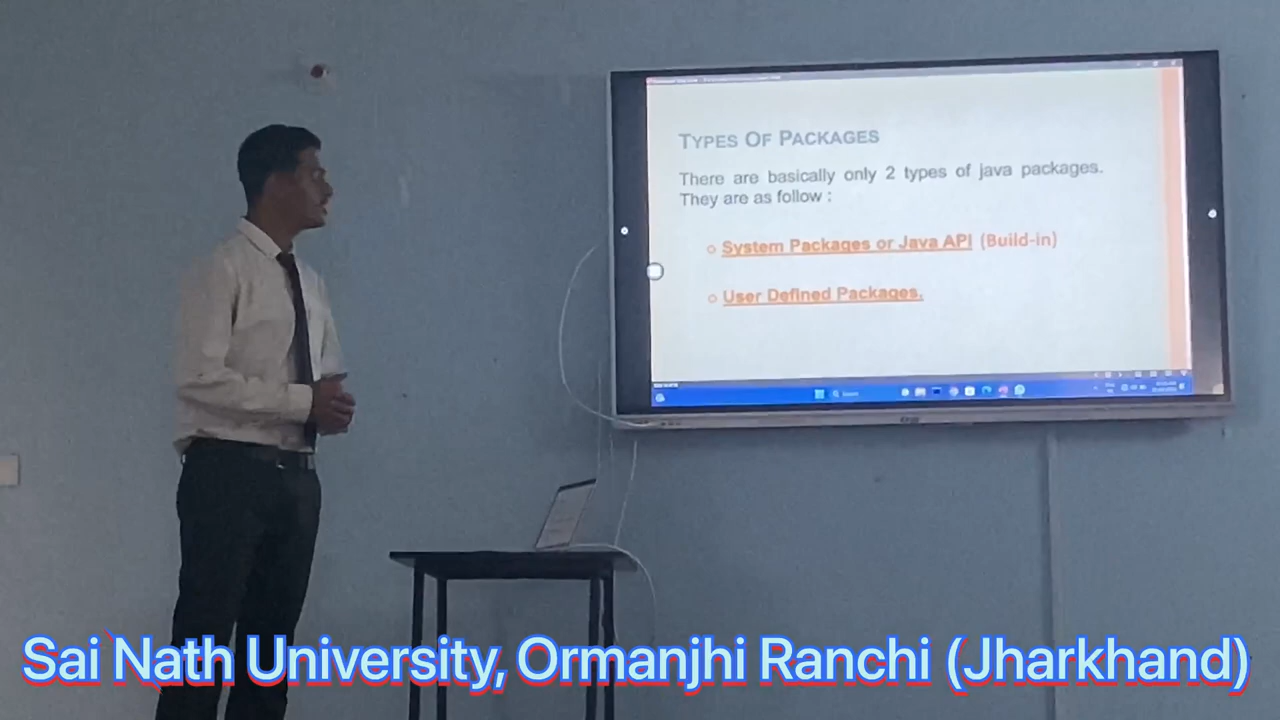 TYPES OF PACKAGES
There are basically only 2 types of java packages.
They are as follow :
System Packages or Java API (Build-in)
User Defined Packages.
Search
Sai Nath University, Ormanjhi Ranchi (Jharkhand)